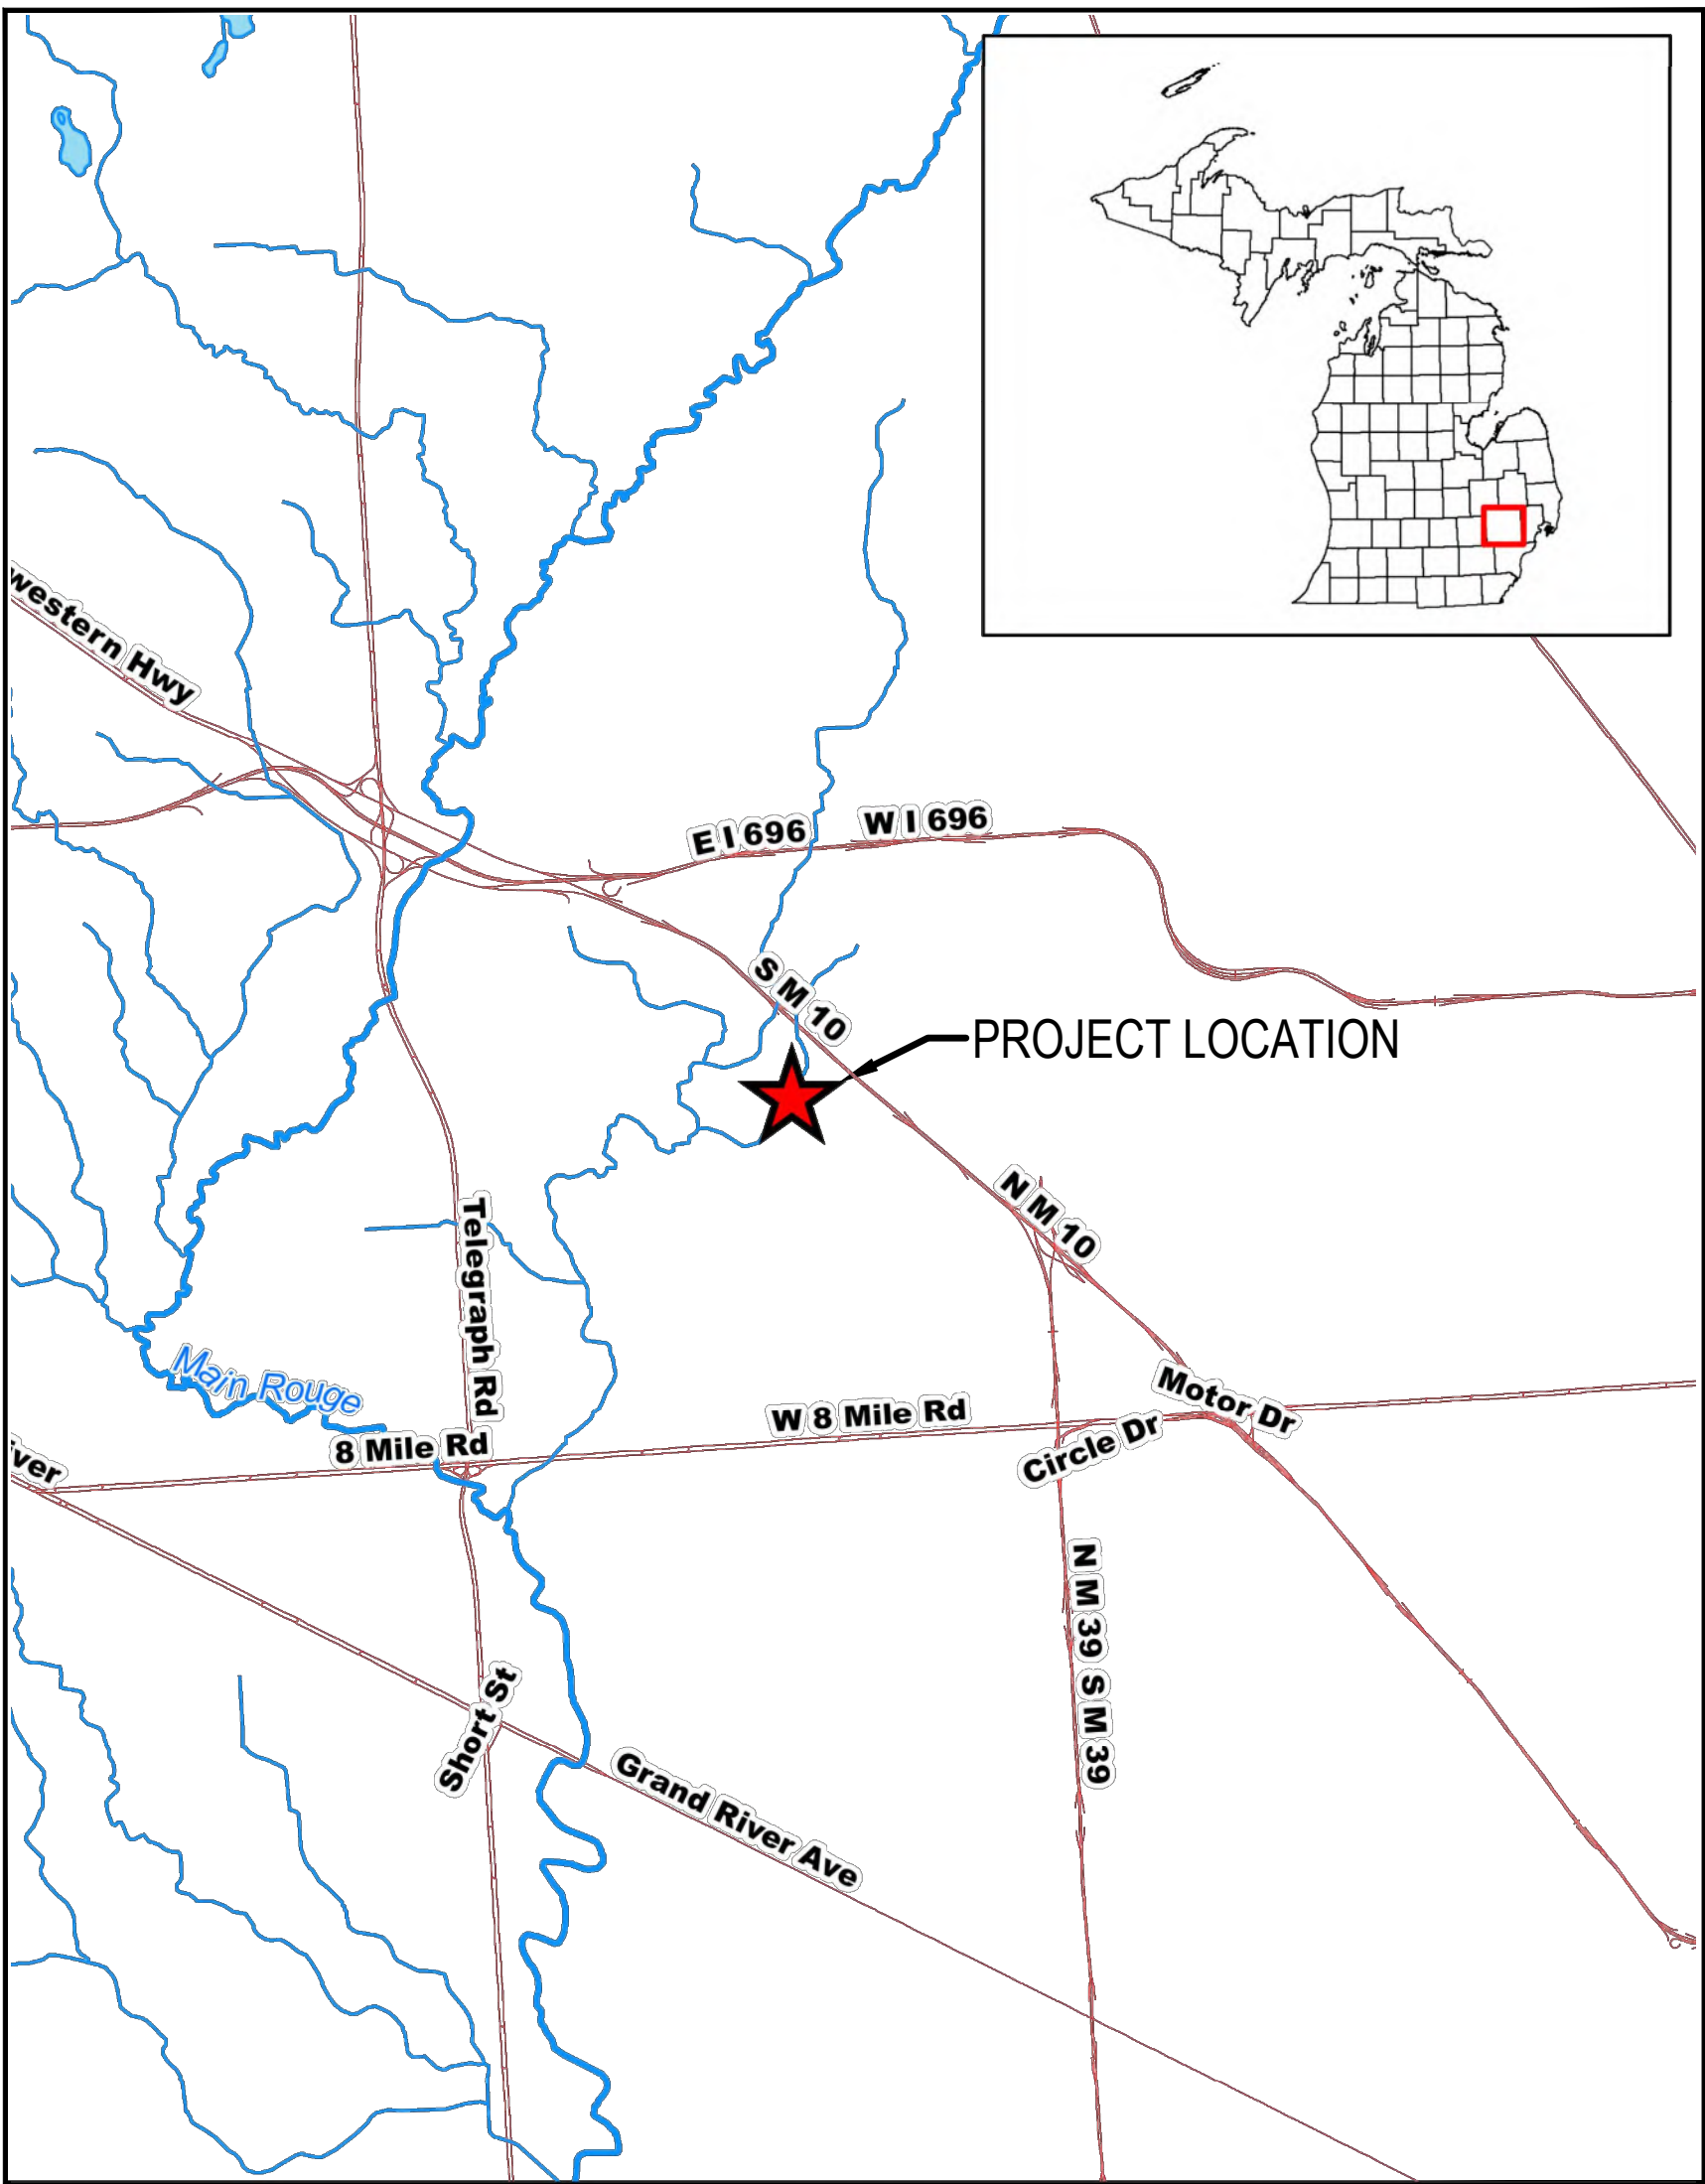 western Hwy
E I 696
W I 696
S M 10
PROJECT LOCATION
N M 10
Telegraph Rd
Main Rouge
Motor Dr
W 8 Mile Rd
8 Mile Rd
Circle Dr
iver
N M 39 S M 39
Short St
Grand River Ave